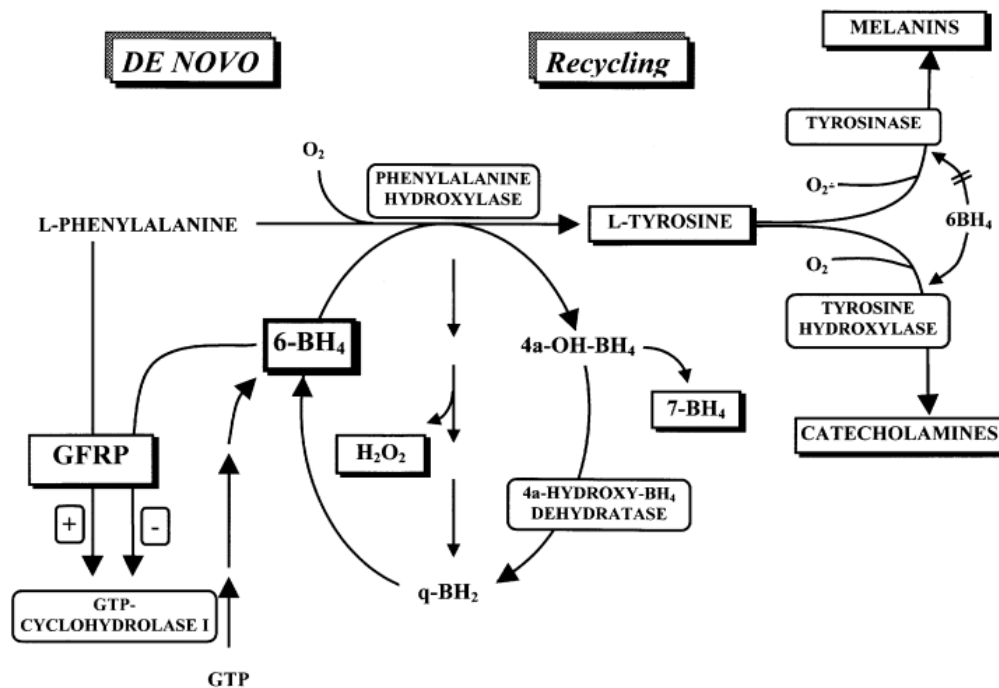 MELANINS
DE NOVO
Recycling
TYROSINASE
O₂
PHENYLALANINE
HYDROXYLASE
O₂∸
6BH₄
L-PHENYLALANINE
L-TYROSINE
O₂
TYROSINE
HYDROXYLASE
6-BH₄
4a-OH-BH₄
7-BH₄
CATECHOLAMINES
GFRP
H₂O₂
4a-HYDROXY-BH₄
DEHYDRATASE
+
-
q-BH₂
GTP-
CYCLOHYDROLASE I
GTP